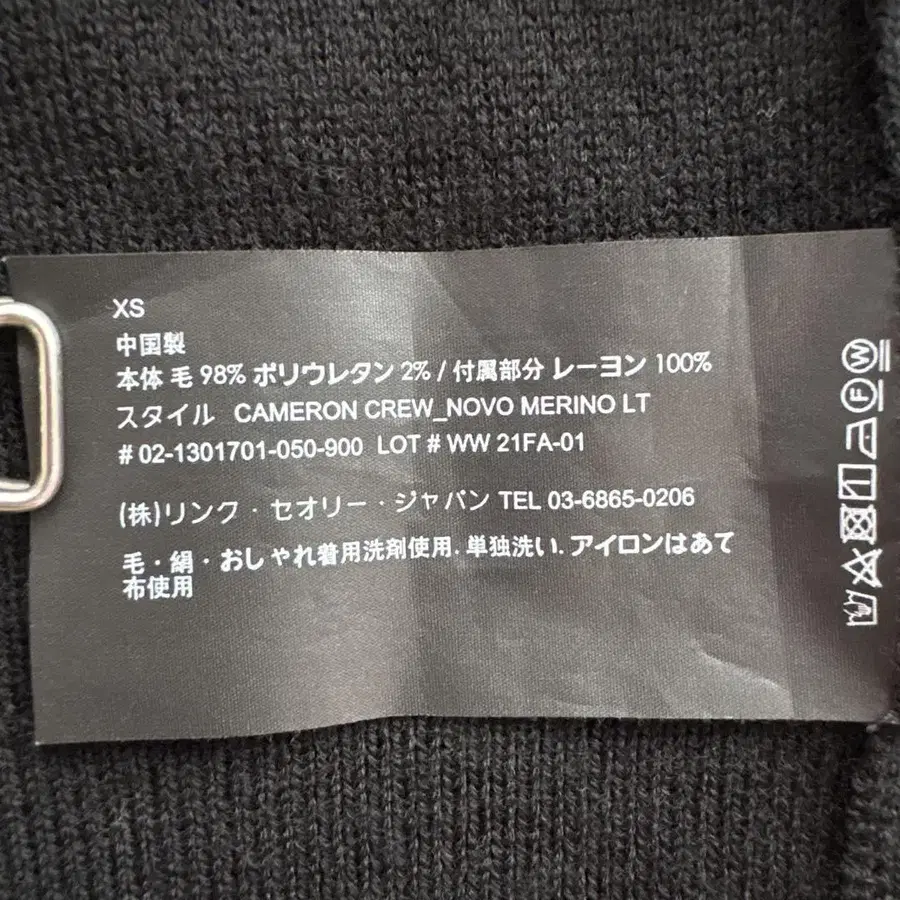 XS
中国製
本体 毛 98% ポリウレタン 2% / 付属部分 レーヨン 100%
スタイル CAMERON CREW_NOVO MERINO LT
# 02-1301701-050-900 LOT # WW 21FA-01
(株)リンク・セオリー・ジャパン TEL 03-6865-0206
毛・絹・おしゃれ着用洗剤使用. 単独洗い. アイロンはあて
布使用
W
F